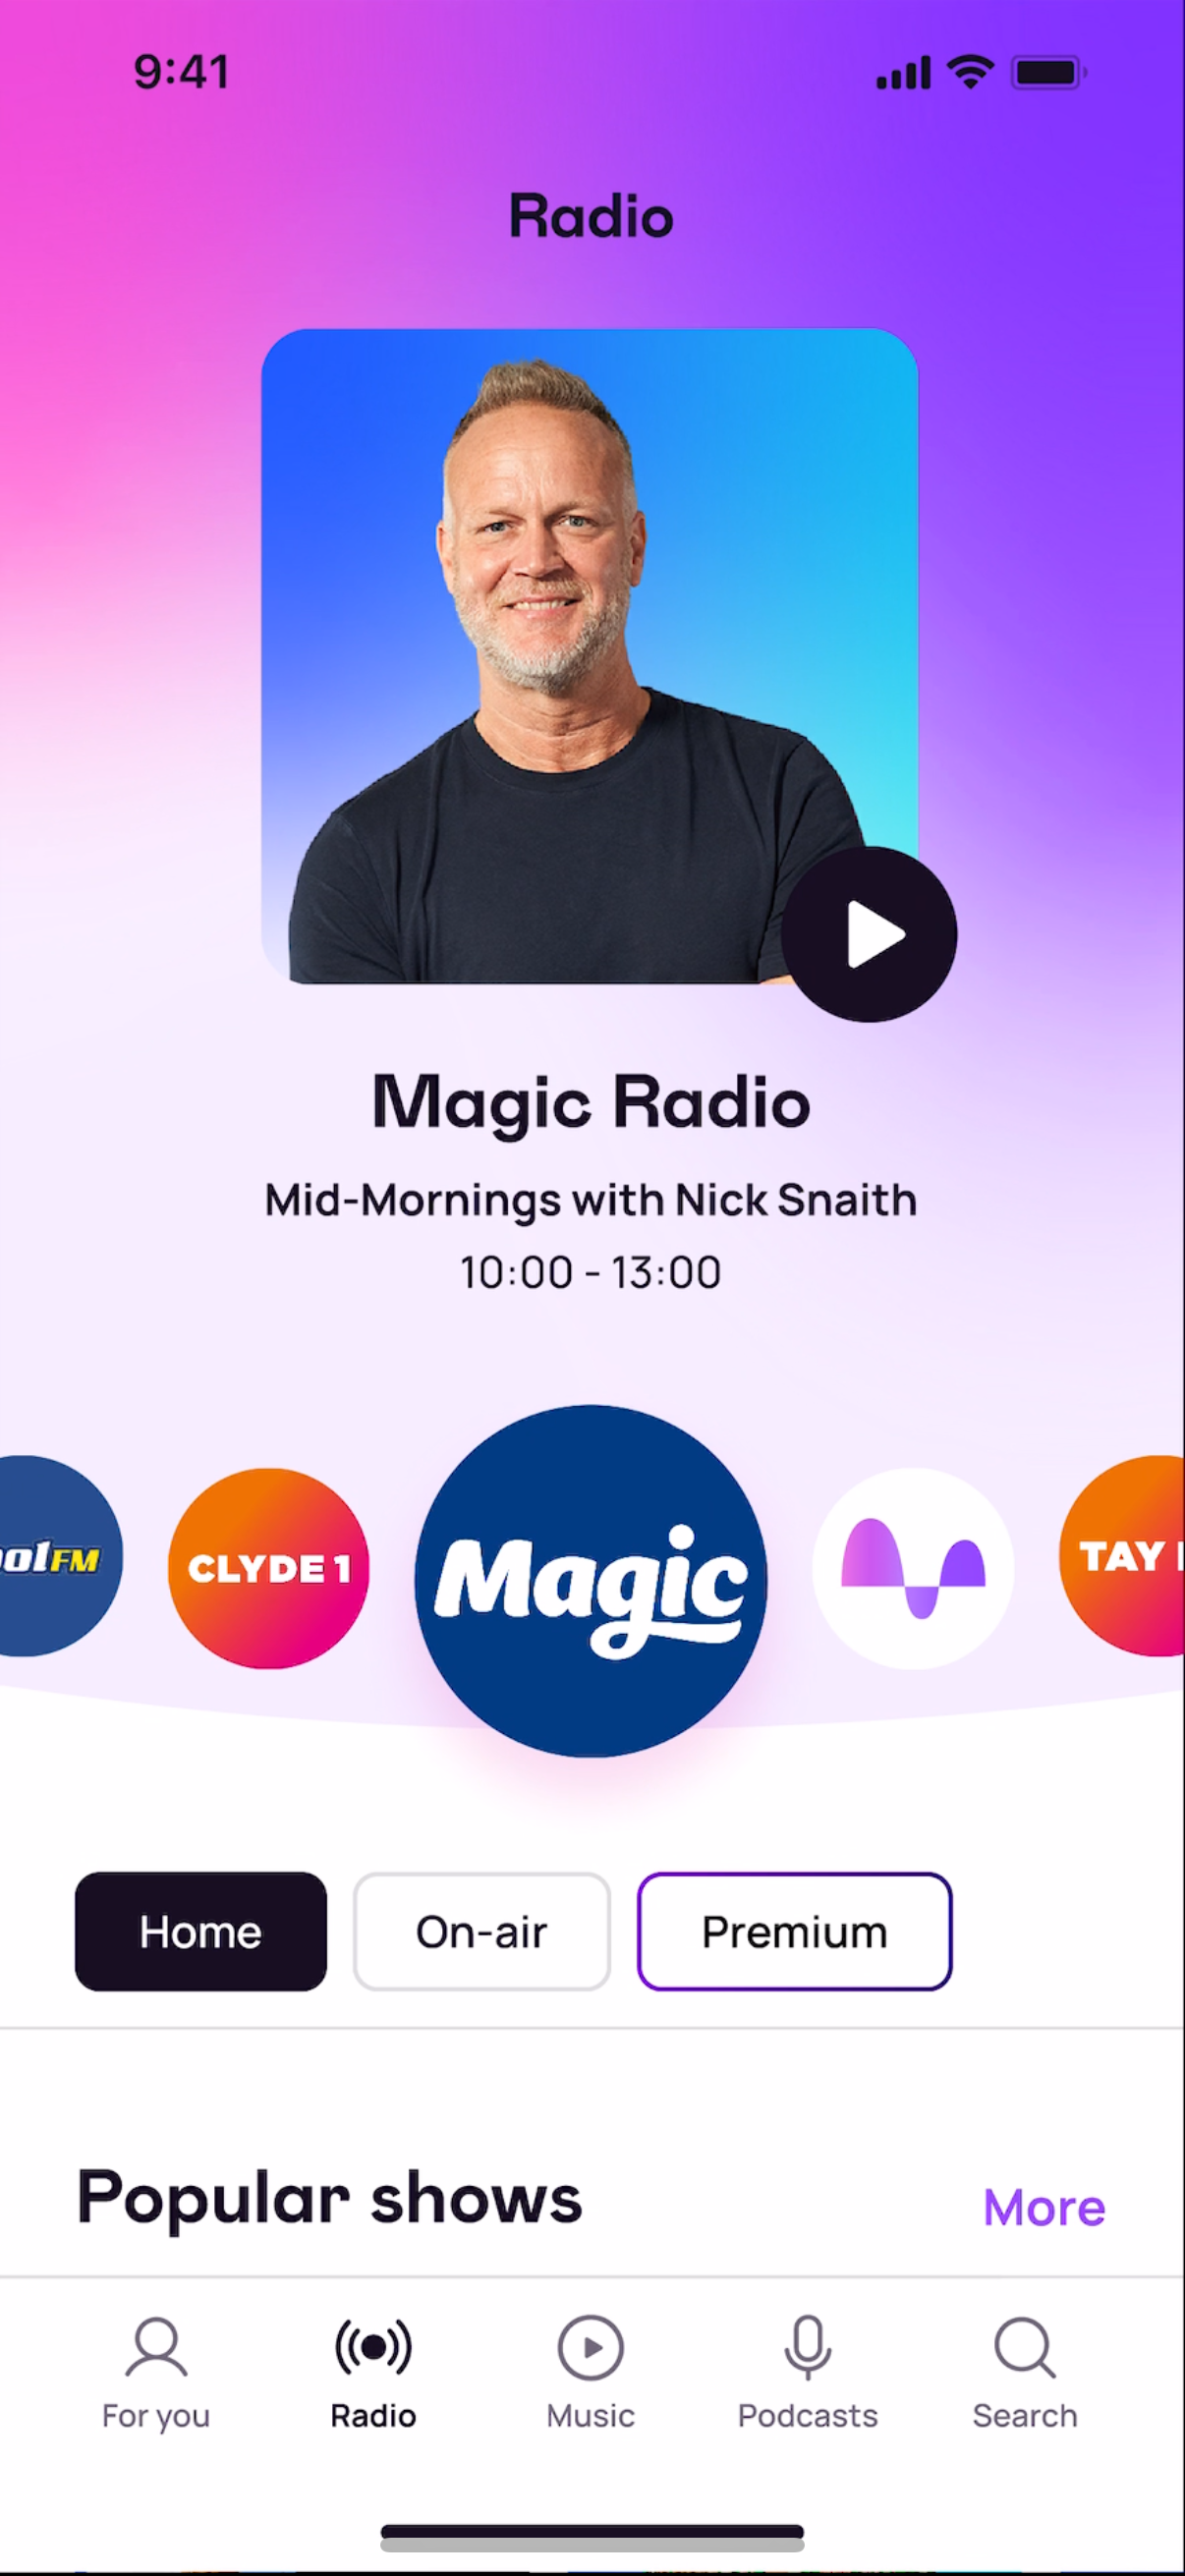 9:41
Radio
Magic Radio
Mid-Mornings with Nick Snaith
10:00 - 13:00
FM
CLYDE 1
Magic
TAY
Home
On-air
Premium
Popular shows
More
For you
Radio
Music
Podcasts
Search